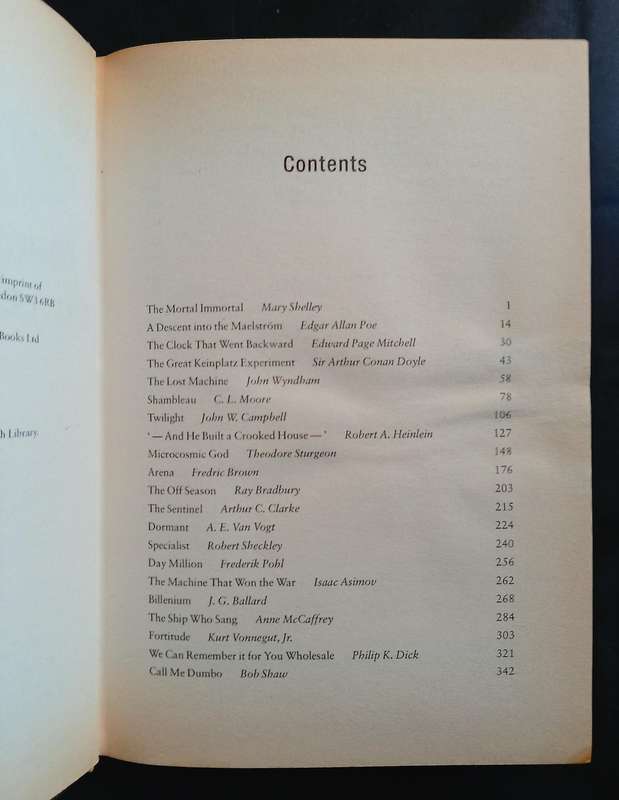 imprint of
don SW3 6RB
Books Ltd
h Library.
Contents
The Mortal Immortal Mary Shelley 1
A Descent into the Maelström Edgar Allan Poe 14
The Clock That Went Backward Edward Page Mitchell 30
The Great Keinplatz Experiment Sir Arthur Conan Doyle 43
The Lost Machine John Wyndham 58
Shambleau C. L. Moore 78
Twilight John W. Campbell 106
‘— And He Built a Crooked House —’ Robert A. Heinlein 127
Microcosmic God Theodore Sturgeon 148
Arena Fredric Brown 176
The Off Season Ray Bradbury 203
The Sentinel Arthur C. Clarke 215
Dormant A. E. Van Vogt 224
Specialist Robert Sheckley 240
Day Million Frederik Pohl 256
The Machine That Won the War Isaac Asimov 262
Billenium J. G. Ballard 268
The Ship Who Sang Anne McCaffrey 284
Fortitude Kurt Vonnegut, Jr. 303
We Can Remember it for You Wholesale Philip K. Dick 321
Call Me Dumbo Bob Shaw 342